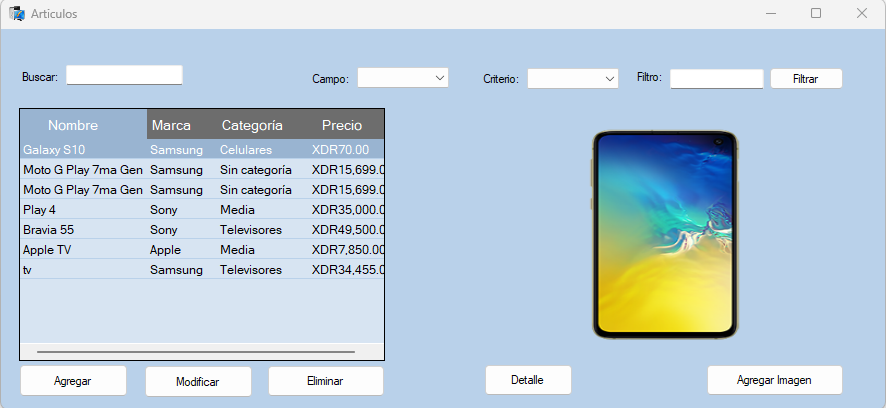 Articulos
Buscar: Campo: Criterio: Filtro: Filtrar
Nombre Marca Categoría Precio
Galaxy S10 Samsung Celulares XDR70.00
Moto G Play 7ma Gen Samsung Sin categoría XDR15,699.0
Moto G Play 7ma Gen Samsung Sin categoría XDR15,699.0
Play 4 Sony Media XDR35,000.0
Bravia 55 Sony Televisores XDR49,500.0
Apple TV Apple Media XDR7,850.00
tv Samsung Televisores XDR34,455.0
Agregar Modificar Eliminar Detalle Agregar Imagen